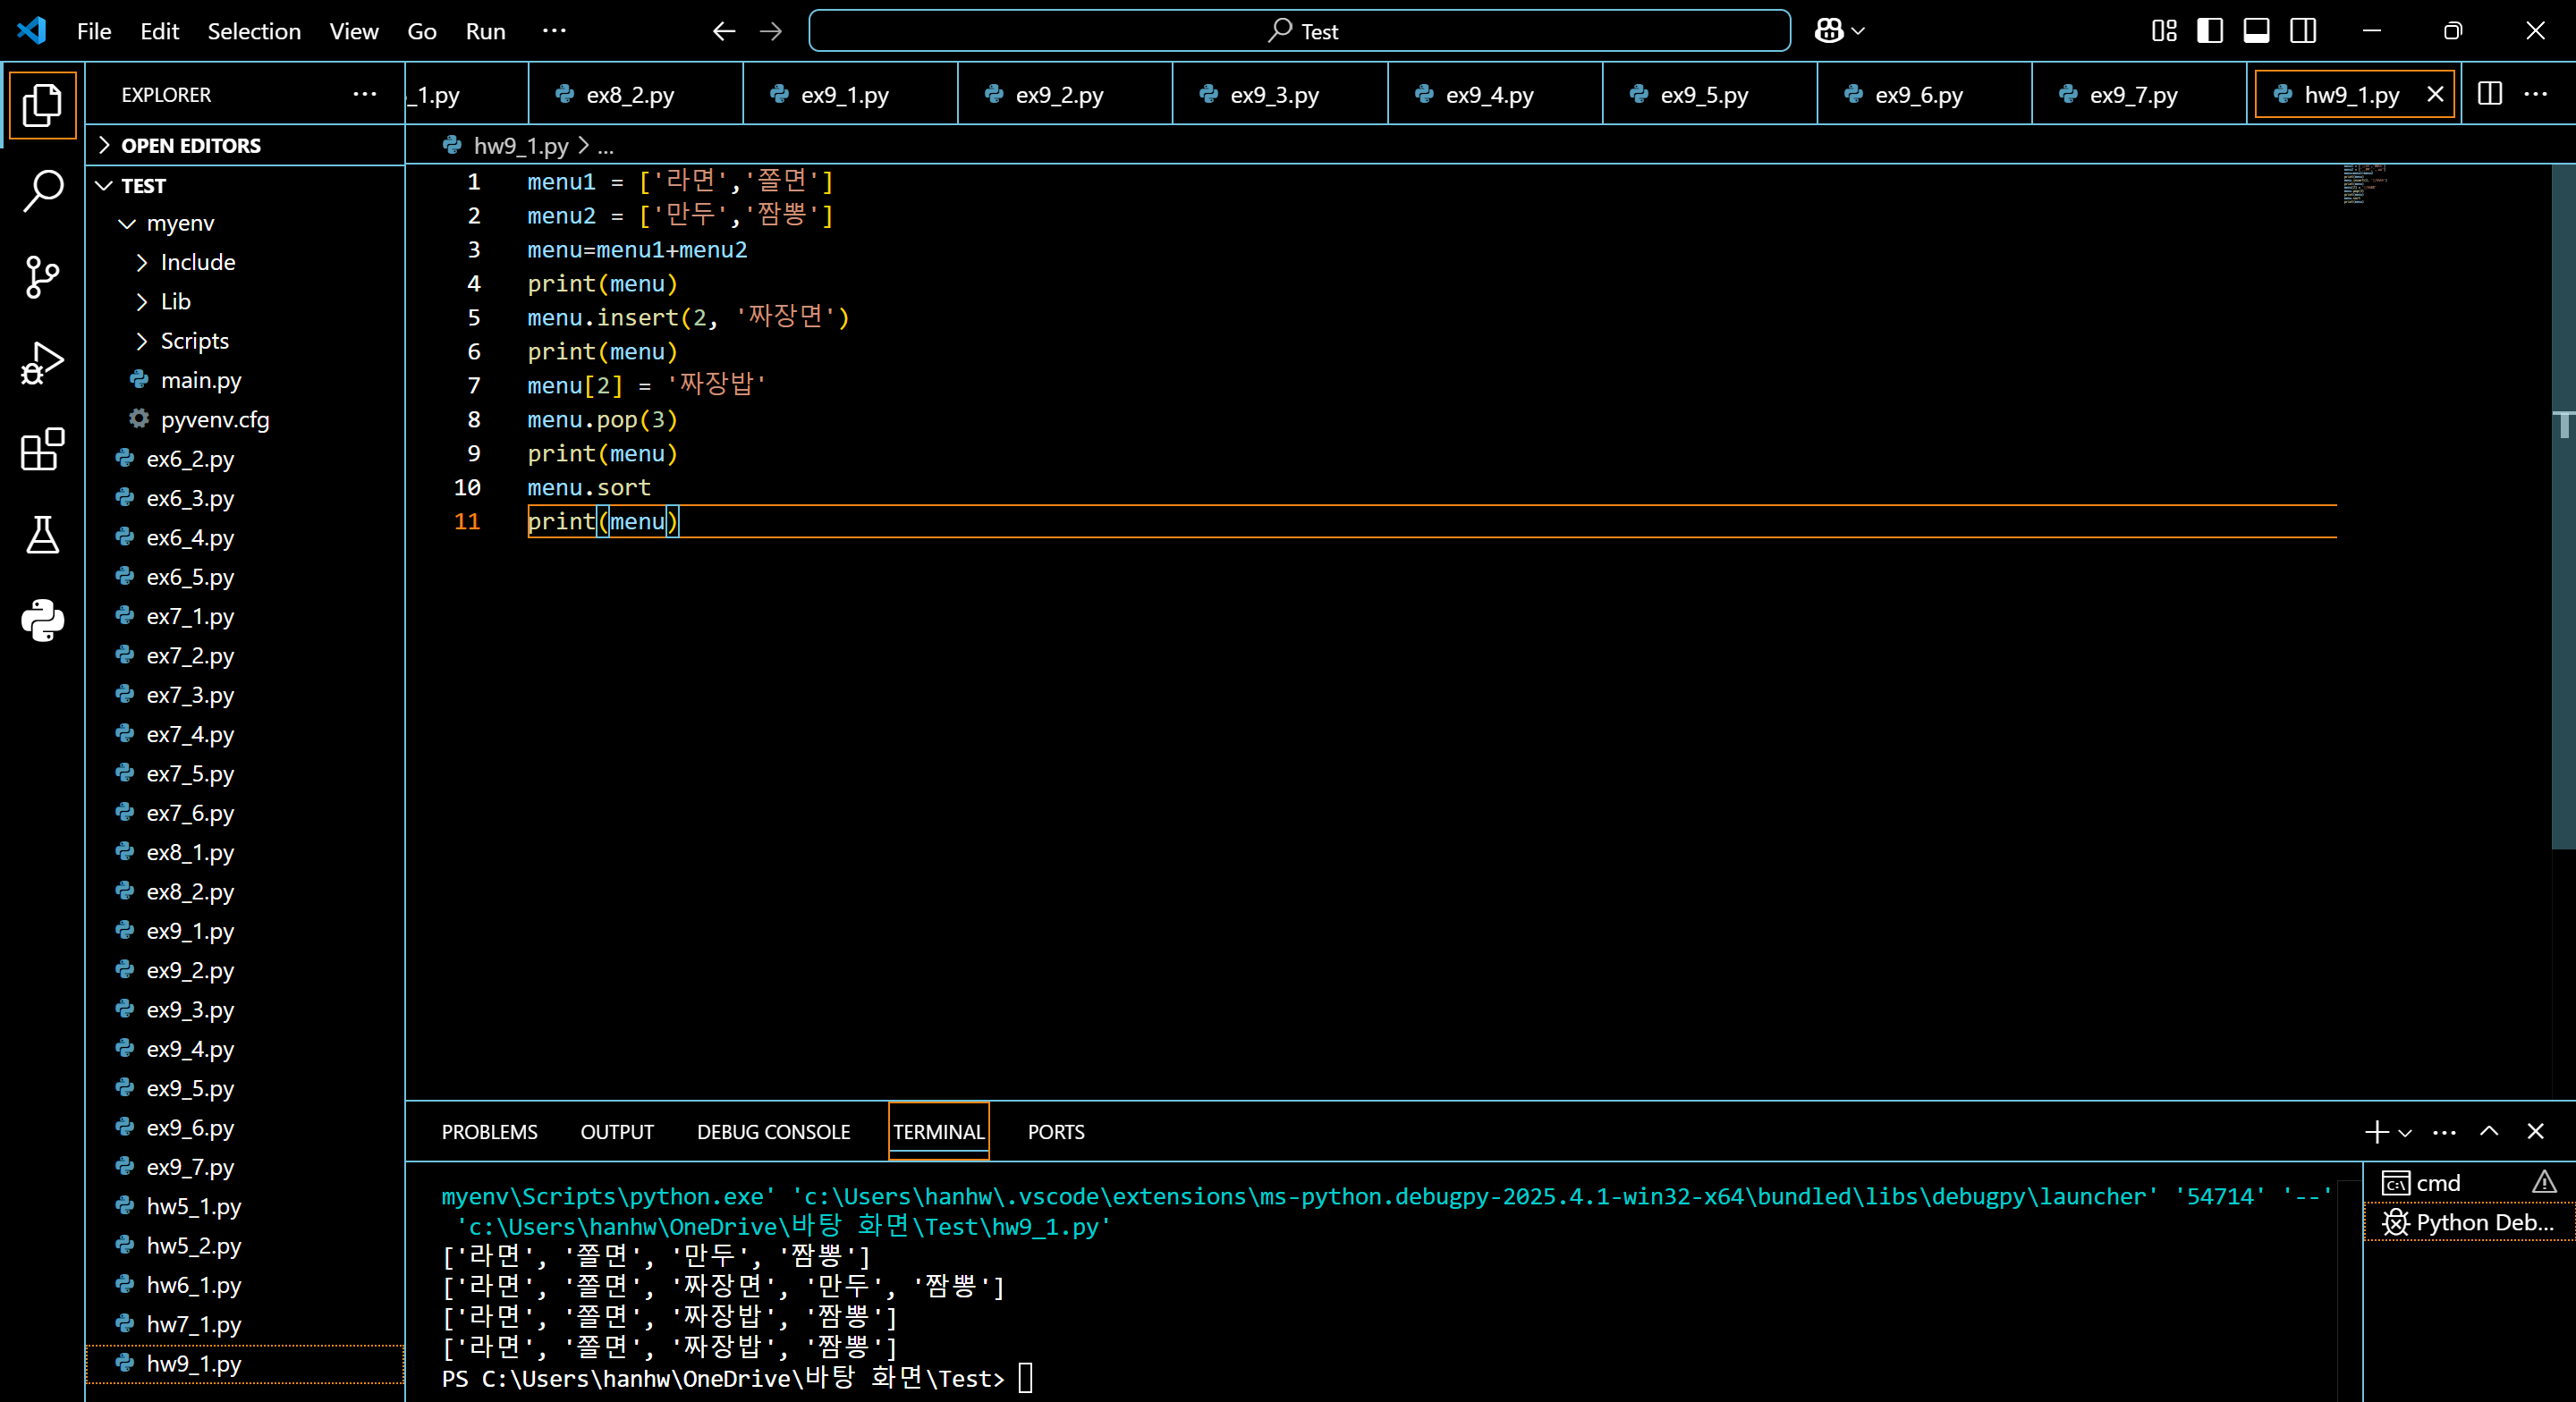 File Edit Selection View Go Run ··· Test
EXPLORER ···
_1.py ex8_2.py ex9_1.py ex9_2.py ex9_3.py ex9_4.py ex9_5.py ex9_6.py ex9_7.py hw9_1.py
OPEN EDITORS
TEST
myenv
Include
Lib
Scripts
main.py
pyvenv.cfg
ex6_2.py
ex6_3.py
ex6_4.py
ex6_5.py
ex7_1.py
ex7_2.py
ex7_3.py
ex7_4.py
ex7_5.py
ex7_6.py
ex8_1.py
ex8_2.py
ex9_1.py
ex9_2.py
ex9_3.py
ex9_4.py
ex9_5.py
ex9_6.py
ex9_7.py
hw5_1.py
hw5_2.py
hw6_1.py
hw7_1.py
hw9_1.py
hw9_1.py > ...
1 menu1 = ['라면','쫄면']
2 menu2 = ['만두','짬뽕']
3 menu=menu1+menu2
4 print(menu)
5 menu.insert(2, '짜장면')
6 print(menu)
7 menu[2] = '짜장밥'
8 menu.pop(3)
9 print(menu)
10 menu.sort
11 print(menu)
PROBLEMS OUTPUT DEBUG CONSOLE TERMINAL PORTS
myenv\Scripts\python.exe' 'c:\Users\hanhw\.vscode\extensions\ms-python.debugpy-2025.4.1-win32-x64\bundled\libs\debugpy\launcher' '54714' '--'
'c:\Users\hanhw\OneDrive\바탕 화면\Test\hw9_1.py'
['라면', '쫄면', '만두', '짬뽕']
['라면', '쫄면', '짜장면', '만두', '짬뽕']
['라면', '쫄면', '짜장밥', '짬뽕']
['라면', '쫄면', '짜장밥', '짬뽕']
PS C:\Users\hanhw\OneDrive\바탕 화면\Test>
cmd
Python Deb...